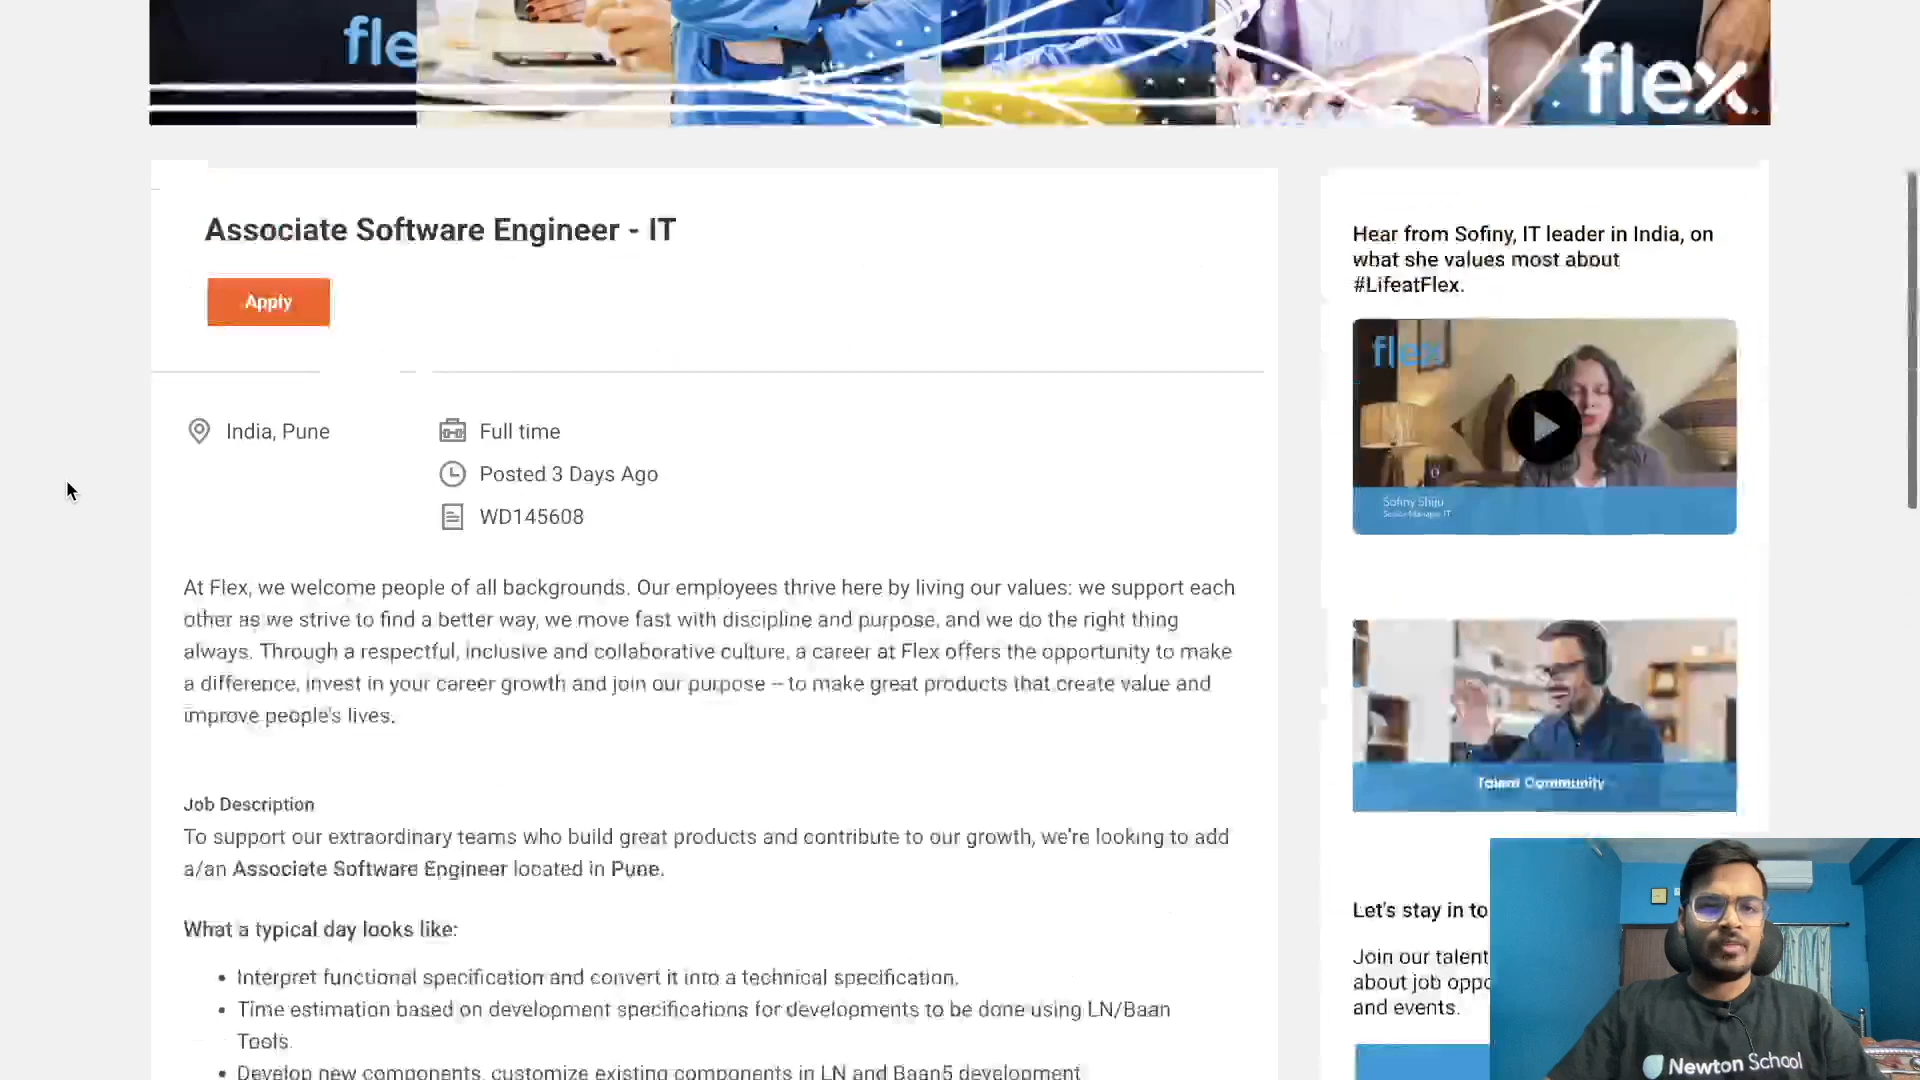 fle
flex
Associate Software Engineer - IT
Apply
India, Pune
Full time
Posted 3 Days Ago
WD145608
At Flex, we welcome people of all backgrounds. Our employees thrive here by living our values: we support each
other as we strive to find a better way, we move fast with discipline and purpose, and we do the right thing
always. Through a respectful, inclusive and collaborative culture, a career at Flex offers the opportunity to make
a difference, invest in your career growth and join our purpose – to make great products that create value and
improve people's lives.
Job Description
To support our extraordinary teams who build great products and contribute to our growth, we're looking to add
a/an Associate Software Engineer located in Pune.
What a typical day looks like:
• Interpret functional specification and convert it into a technical specification.
• Time estimation based on development specifications for developments to be done using LN/Baan
Tools.
• Develop new components, customize existing components in LN and Baan5 development
Hear from Sofiny, IT leader in India, on
what she values most about
#LifeatFlex.
flex
Sofiny Shiju
Senior Manager IT
Talent Community
Let's stay in to
Join our talent
about job oppo
and events.
Newton School